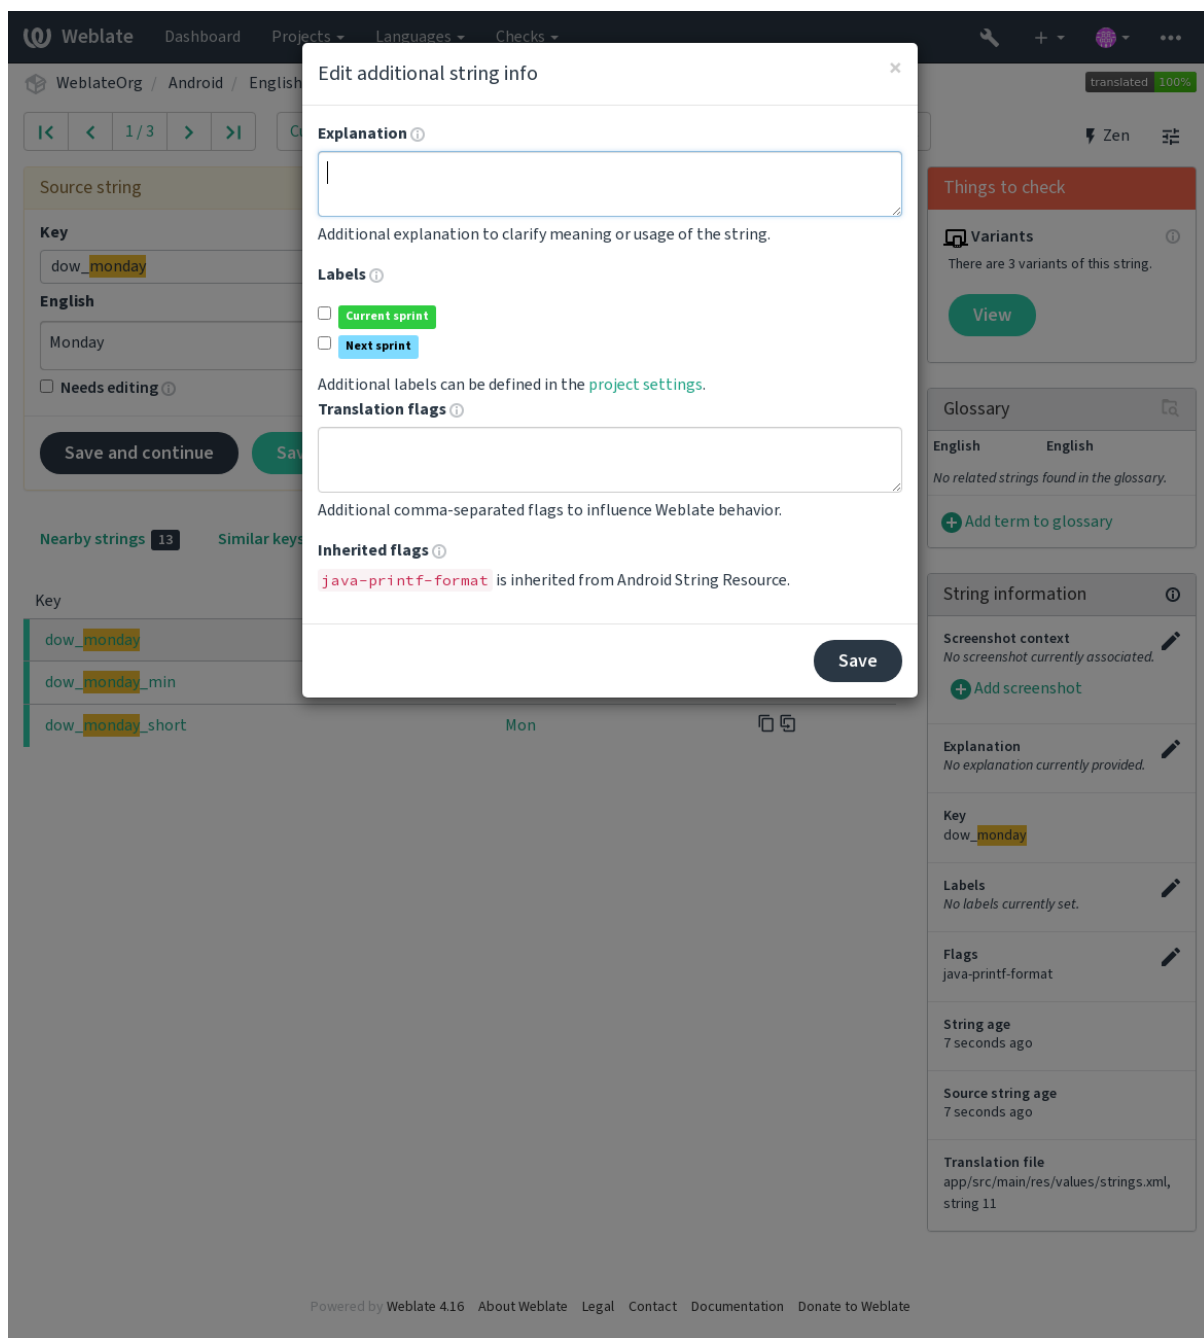 Weblate Dashboard Projects Languages Checks
WeblateOrg / Android / English
translated 100%
1 / 3
Zen
Edit additional string info
×
Explanation
Additional explanation to clarify meaning or usage of the string.
Labels
Current sprint
Next sprint
Additional labels can be defined in the project settings.
Translation flags
Additional comma-separated flags to influence Weblate behavior.
Inherited flags
java-printf-format is inherited from Android String Resource.
Save
Source string
Key
dow_monday
English
Monday
Needs editing
Save and continue
Nearby strings 13 Similar keys
Key
dow_monday
dow_monday_min
dow_monday_short Mon
Things to check
Variants
There are 3 variants of this string.
View
Glossary
English English
No related strings found in the glossary.
Add term to glossary
String information
Screenshot context
No screenshot currently associated.
Add screenshot
Explanation
No explanation currently provided.
Key
dow_monday
Labels
No labels currently set.
Flags
java-printf-format
String age
7 seconds ago
Source string age
7 seconds ago
Translation file
app/src/main/res/values/strings.xml,
string 11
Powered by Weblate 4.16 About Weblate Legal Contact Documentation Donate to Weblate